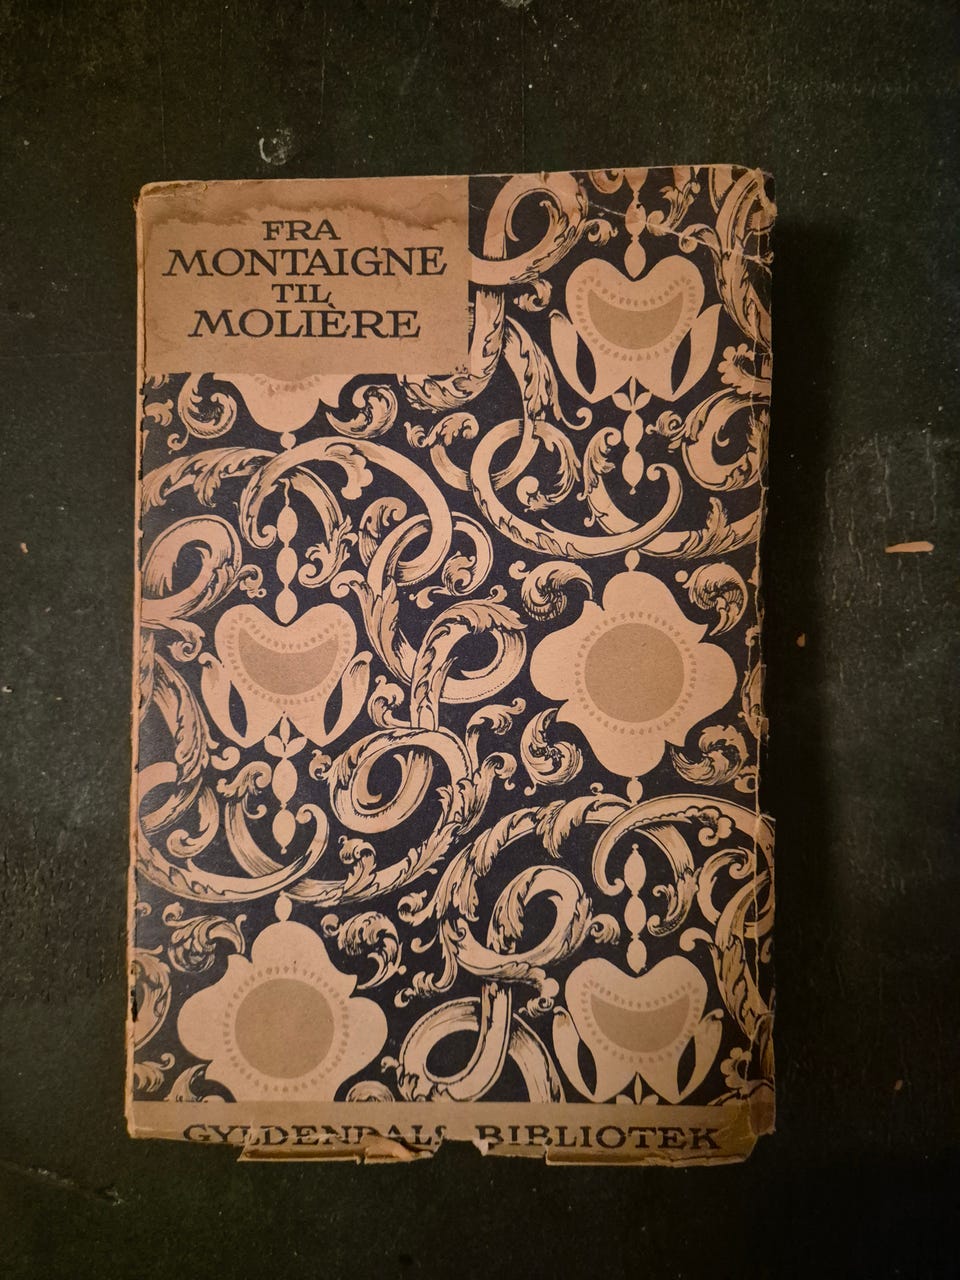 FRA
MONTAIGNE
TIL
MOLIÈRE
GYLDENDALS BIBLIOTEK